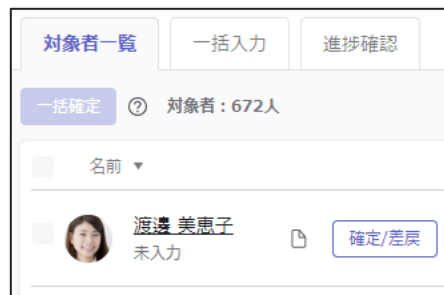 対象者一覧
一括入力
進捗確認
一括確定 ? 対象者：672人
名前 ▼
渡邊 美恵子
未入力
確定/差戻